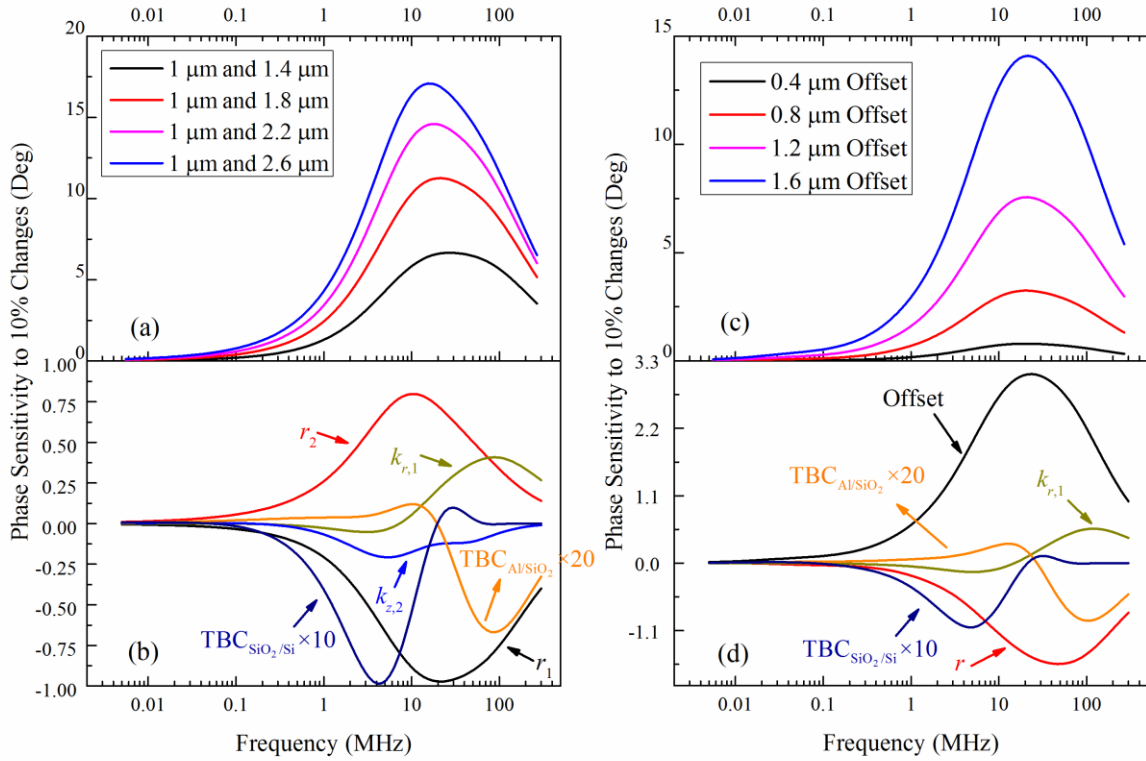 0.01 0.1 1 10 100
20
15
10
5
0
1 μm and 1.4 μm
1 μm and 1.8 μm
1 μm and 2.2 μm
1 μm and 2.6 μm
(a)
1.00
0.75
0.50
0.25
0.00
-0.25
-0.50
-0.75
-1.00
r2
kr,1
TBCAl/SiO2 ×20
kz,2
TBCSiO2/Si ×10
r1
(b)
0.01 0.1 1 10 100
Frequency (MHz)
Phase Sensitivity to 10% Changes (Deg)
0.01 0.1 1 10 100
15
10
5
0
0.4 μm Offset
0.8 μm Offset
1.2 μm Offset
1.6 μm Offset
(c)
3.3
2.2
1.1
0.0
-1.1
Offset
TBCAl/SiO2 ×20
kr,1
TBCSiO2/Si ×10
r
(d)
0.01 0.1 1 10 100
Frequency (MHz)
Phase Sensitivity to 10% Changes (Deg)